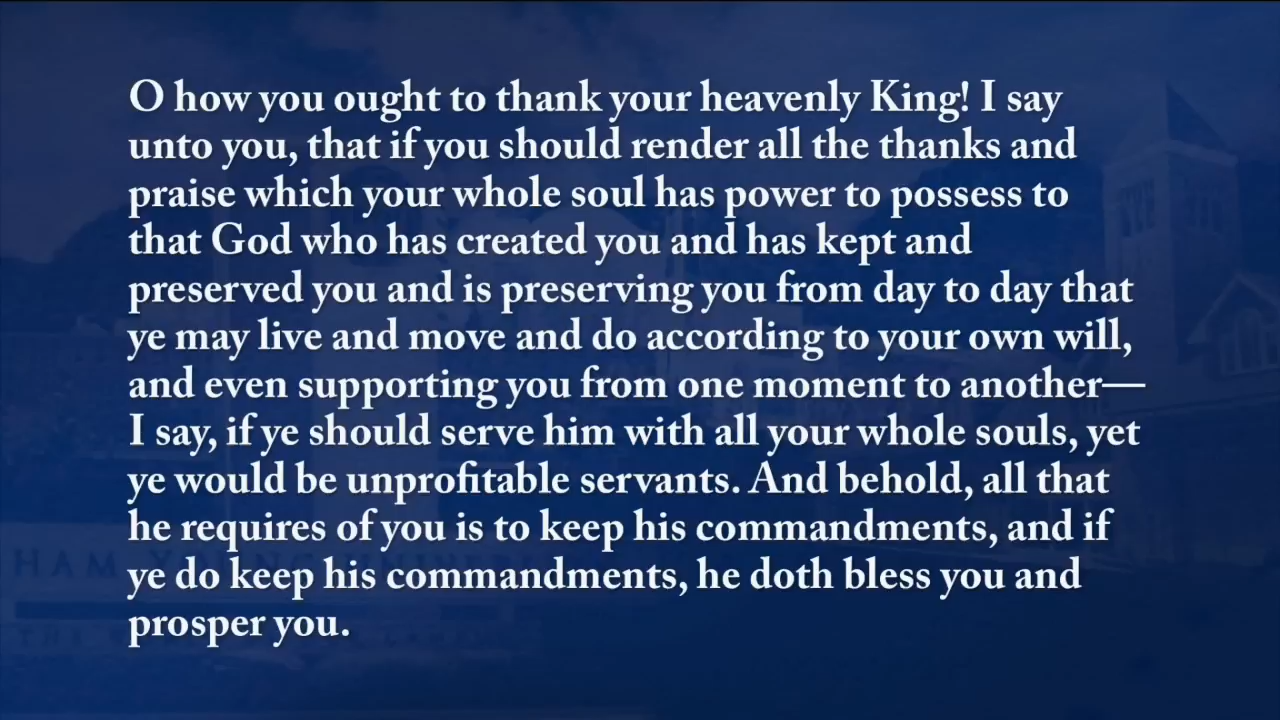 O how you ought to thank your heavenly King! I say
unto you, that if you should render all the thanks and
praise which your whole soul has power to possess to
that God who has created you and has kept and
preserved you and is preserving you from day to day that
ye may live and move and do according to your own will,
and even supporting you from one moment to another—
I say, if ye should serve him with all your whole souls, yet
ye would be unprofitable servants. And behold, all that
he requires of you is to keep his commandments, and if
ye do keep his commandments, he doth bless you and
prosper you.
HAM YOUNG